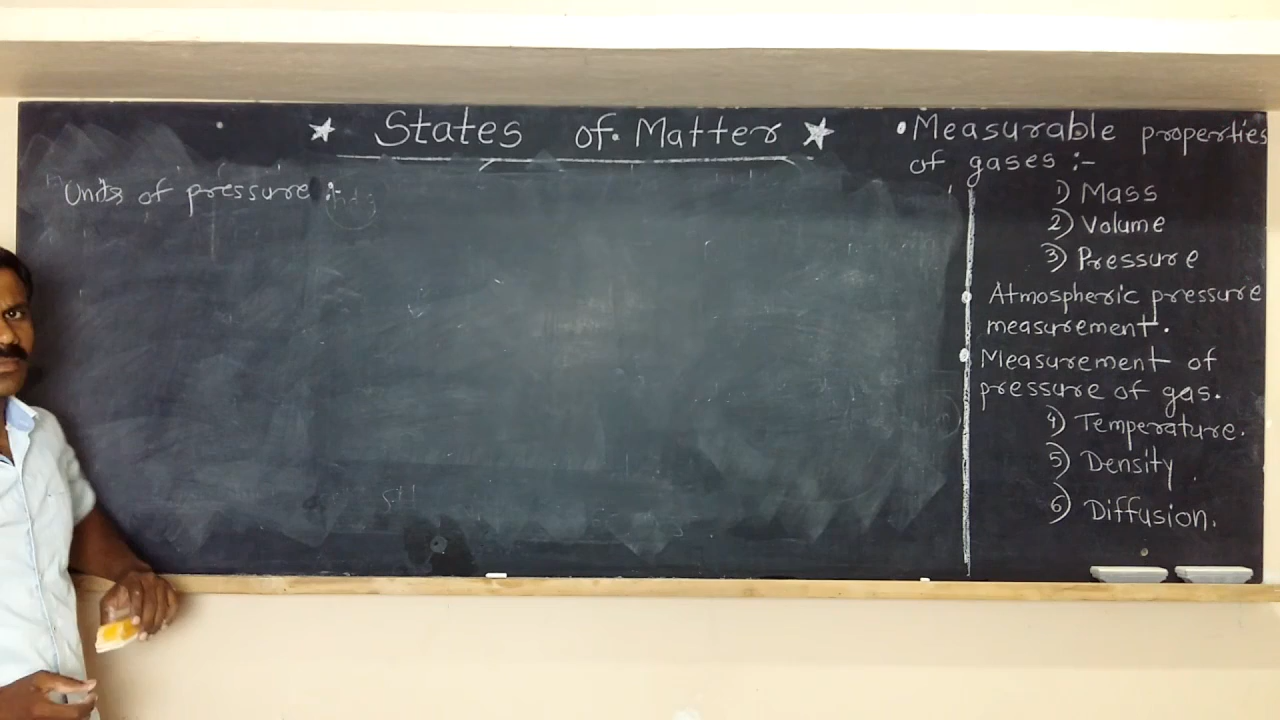 ★ States of Matter ★
Units of pressure :-
• Measurable properties
of gases :-
1) Mass
2) Volume
3) Pressure
• Atmospheric pressure
measurement.
• Measurement of
pressure of gas.
4) Temperature.
5) Density.
6) Diffusion.